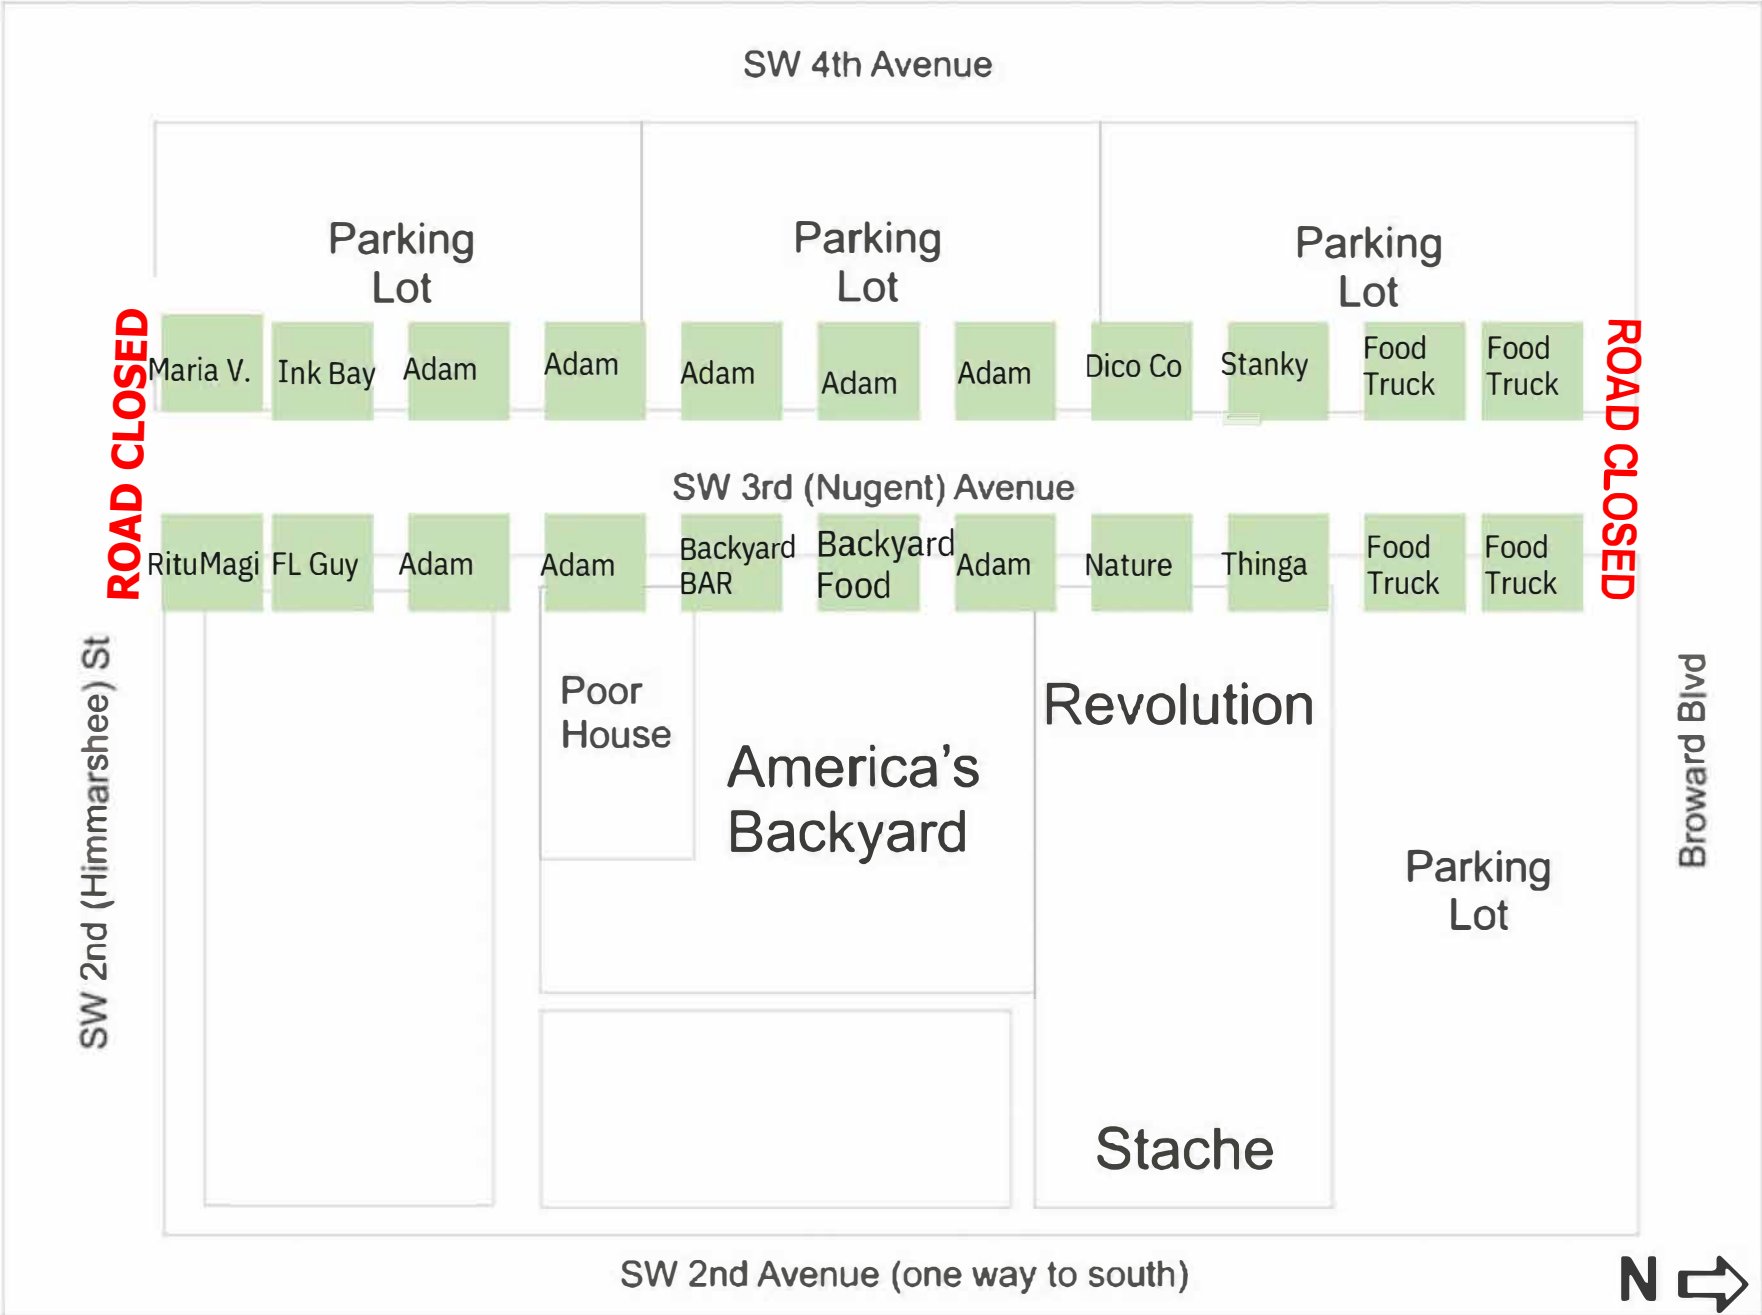 SW 4th Avenue
Parking
Lot
Parking
Lot
Parking
Lot
ROAD CLOSED
Maria V.
Ink Bay
Adam
Adam
Adam
Adam
Adam
Dico Co
Stanky
Food
Truck
Food
Truck
ROAD CLOSED
SW 3rd (Nugent) Avenue
RituMagi
FL Guy
Adam
Adam
Backyard
BAR
Backyard
Food
Adam
Nature
Thinga
Food
Truck
Food
Truck
SW 2nd (Himmarshee) St
Poor
House
America's
Backyard
Revolution
Stache
Parking
Lot
Broward Blvd
SW 2nd Avenue (one way to south)
N